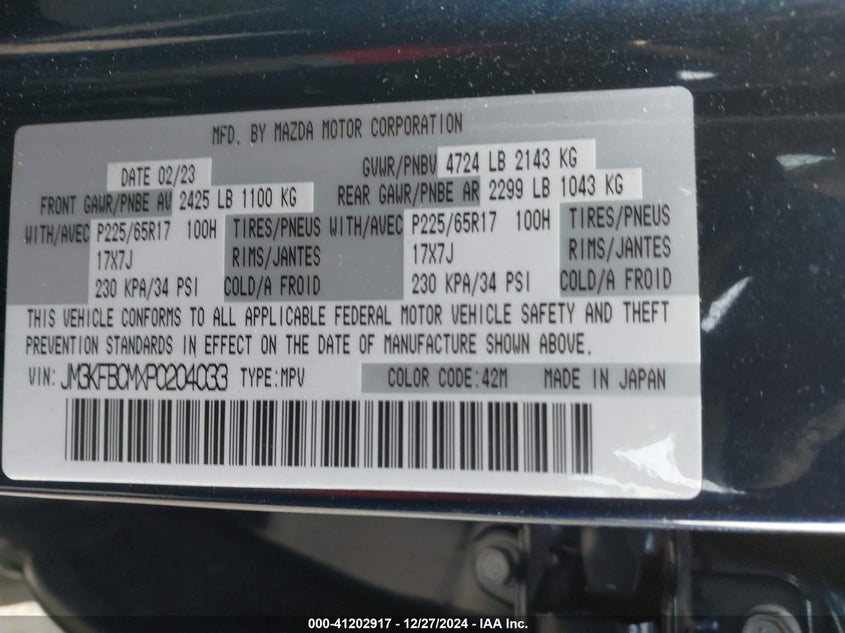 MFD. BY MAZDA MOTOR CORPORATION
DATE 02/23 GVWR/PNBV 4724 LB 2143 KG
FRONT GAWR/PNBE AV 2425 LB 1100 KG REAR GAWR/PNBE AR 2299 LB 1043 KG
WITH/AVEC P225/65R17 100H TIRES/PNEUS WITH/AVEC P225/65R17 100H TIRES/PNEUS
17X7J RIMS/JANTES 17X7J RIMS/JANTES
230 KPA/34 PSI COLD/A FROID 230 KPA/34 PSI COLD/A FROID
THIS VEHICLE CONFORMS TO ALL APPLICABLE FEDERAL MOTOR VEHICLE SAFETY AND THEFT
PREVENTION STANDARDS IN EFFECT ON THE DATE OF MANUFACTURE SHOWN ABOVE.
VIN: JM3KFBCMXP0204033 TYPE:MPV COLOR CODE:42M MADE IN JAPAN
000-41202917 - 12/27/2024 - IAA Inc.